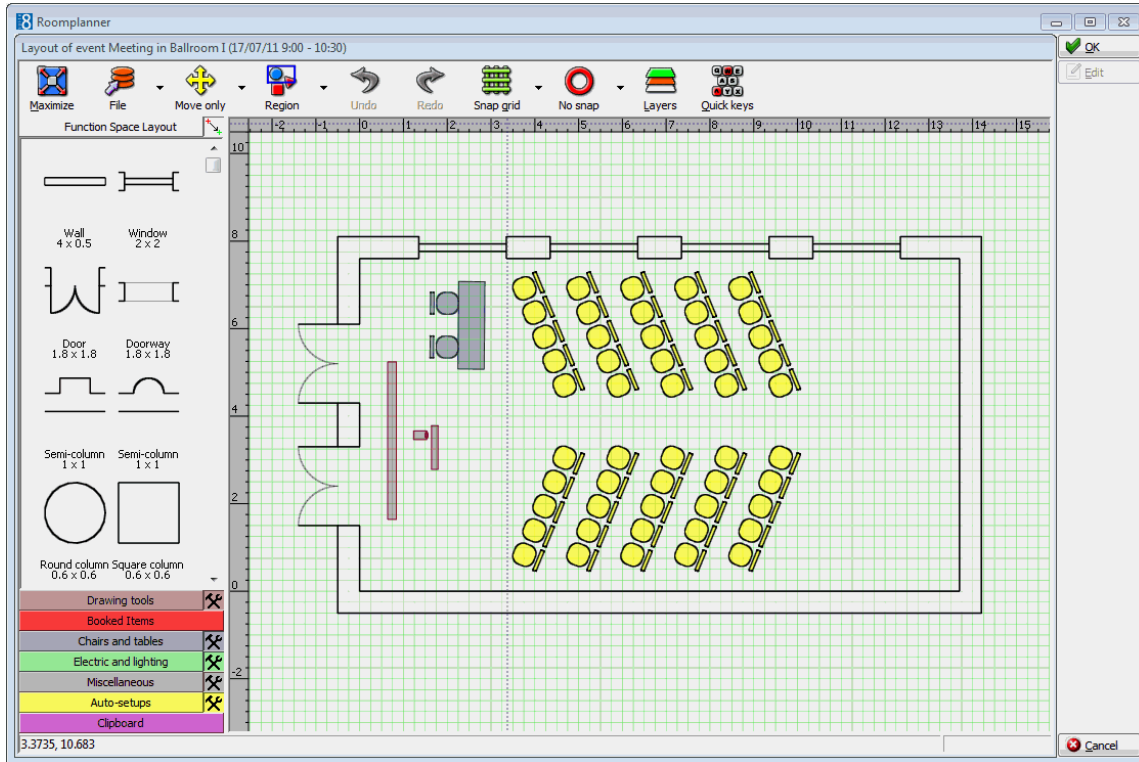 8 Roomplanner
Layout of event Meeting in Ballroom I (17/07/11 9:00 - 10:30)
OK
Edit
Maximize File Move only Region Undo Redo Snap grid No snap Layers Quick keys
Function Space Layout
-2 -1 0 1 2 3 4 5 6 7 8 9 10 11 12 13 14 15
10
8
6
4
2
0
-2
Wall Window
4 x 0.5 2 x 2
Door Doorway
1.8 x 1.8 1.8 x 1.8
Semi-column Semi-column
1 x 1 1 x 1
Round column Square column
0.6 x 0.6 0.6 x 0.6
Drawing tools
Booked Items
Chairs and tables
Electric and lighting
Miscellaneous
Auto-setups
Clipboard
3.3735, 10.683
Cancel